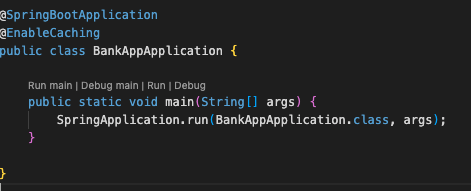 @SpringBootApplication
@EnableCaching
public class BankAppApplication {
Run main | Debug main | Run | Debug
public static void main(String[] args) {
SpringApplication.run(BankAppApplication.class, args);
}
}